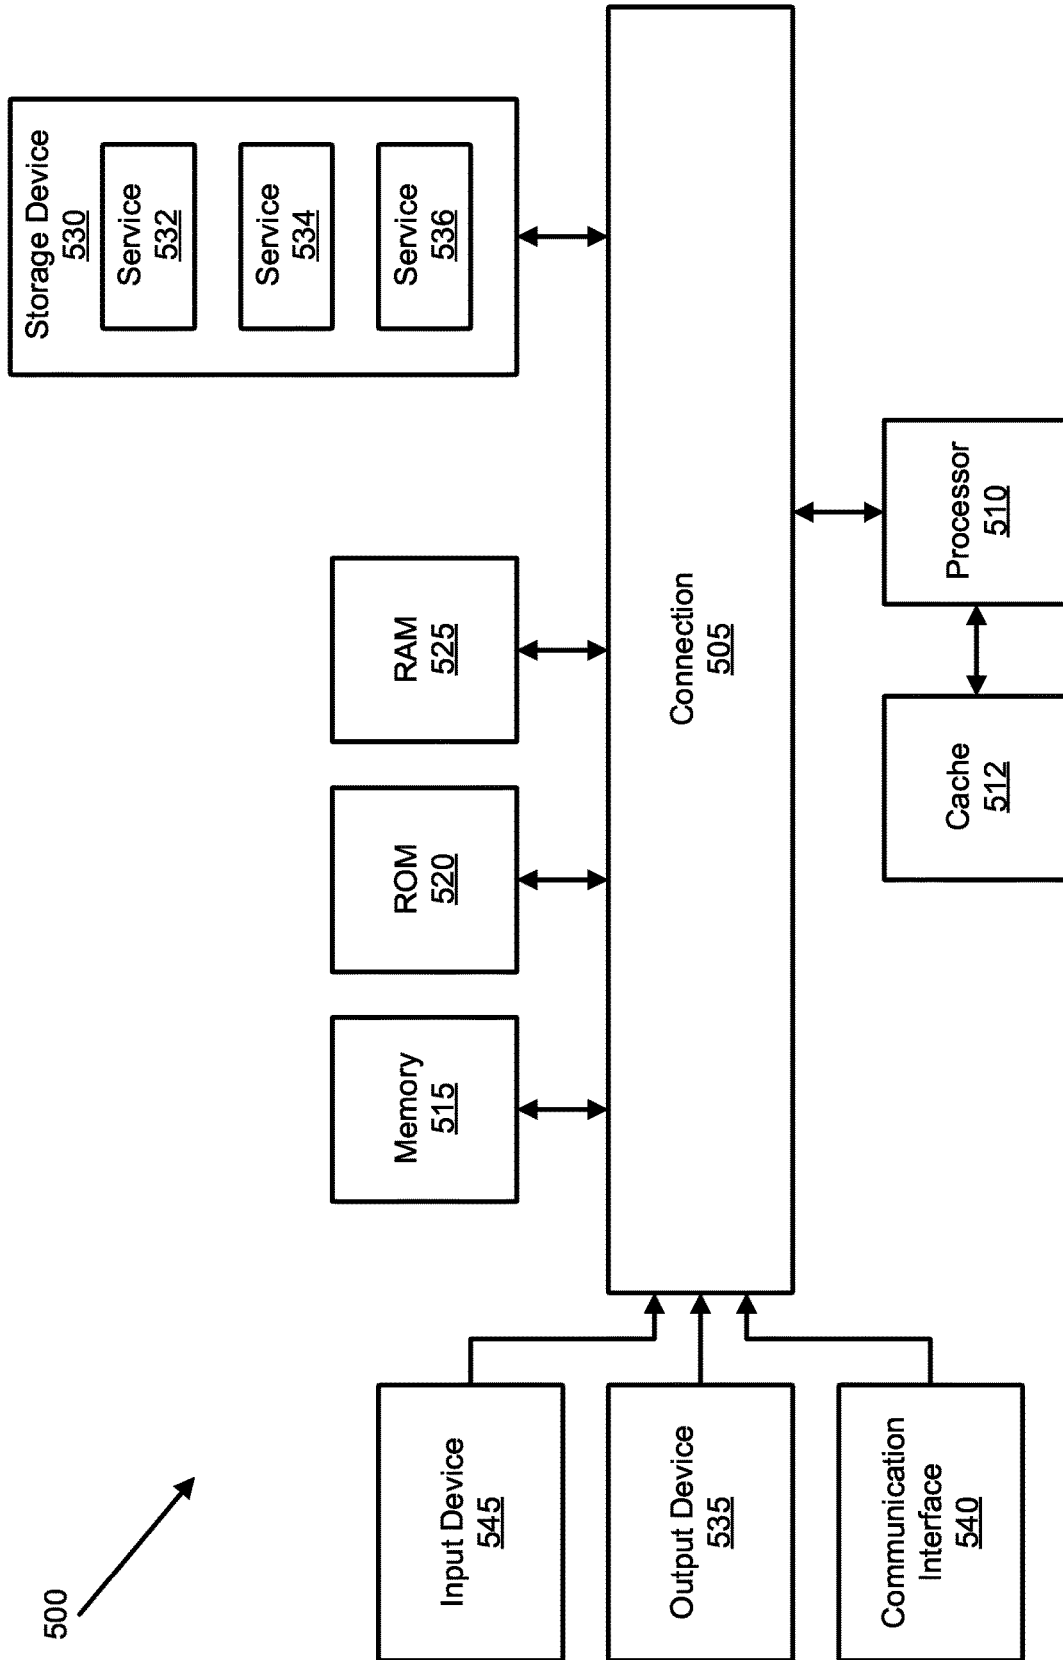 500
Input Device
545
Output Device
535
Communication
Interface
540
Memory
515
ROM
520
RAM
525
Storage Device
530
Service
532
Service
534
Service
536
Connection
505
Cache
512
Processor
510